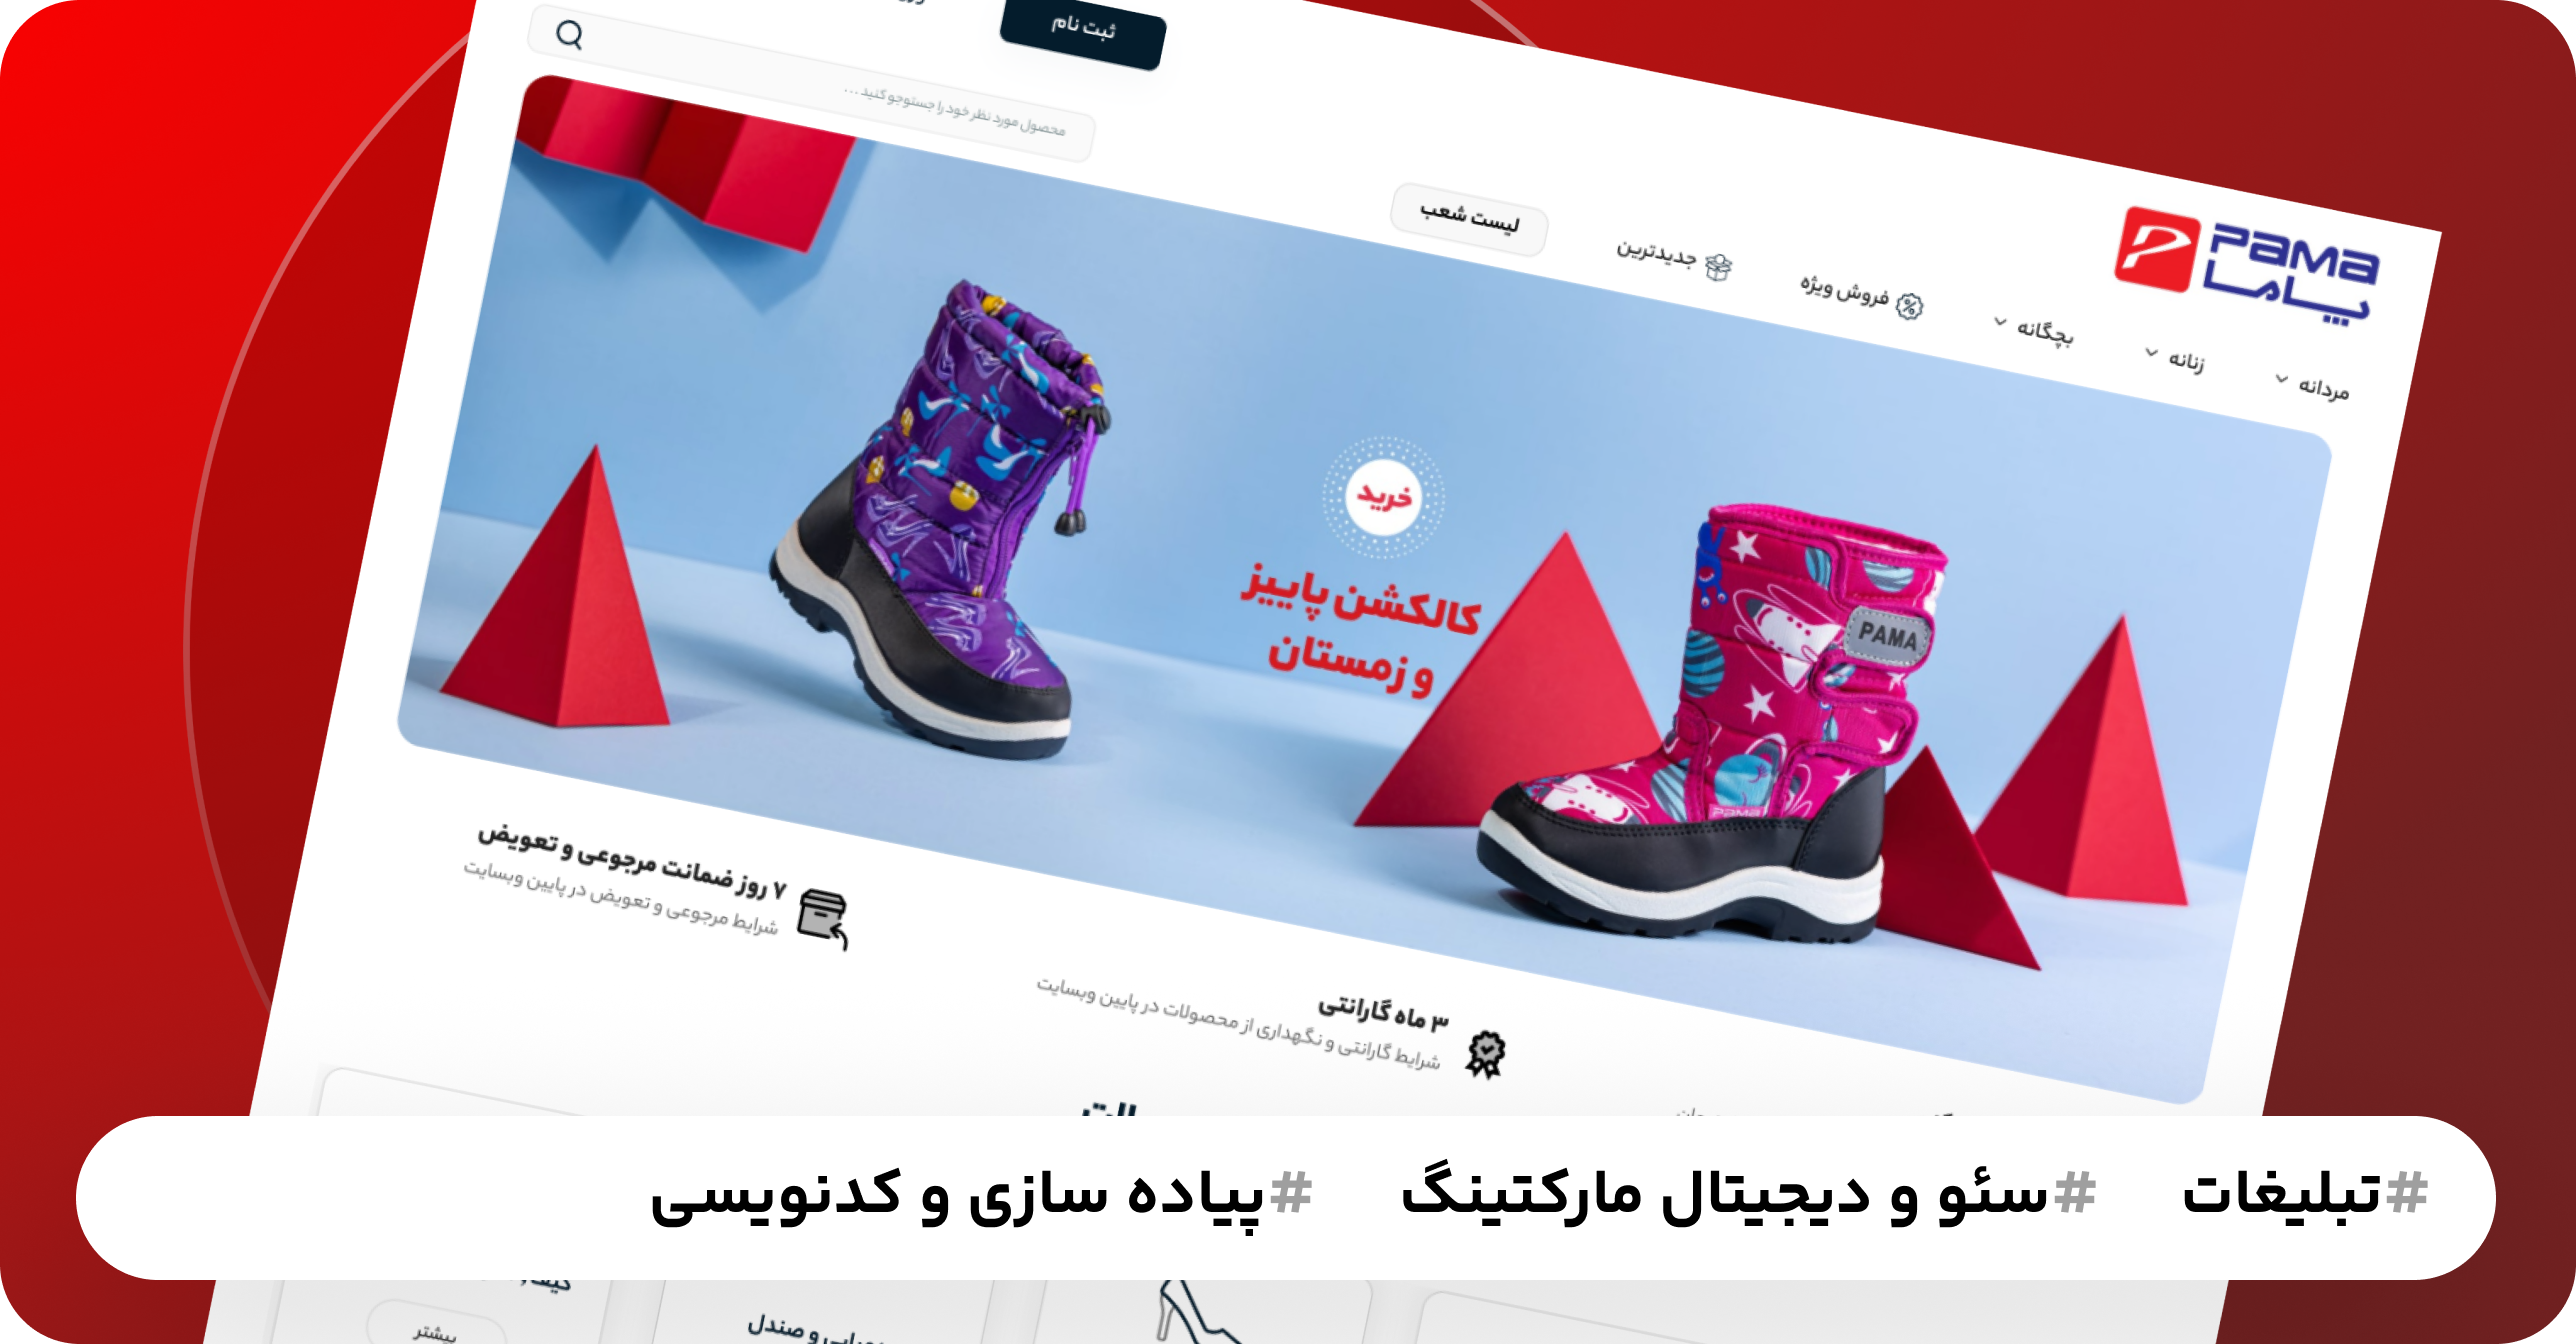 ثبت نام
محصول مورد نظر خود را جستوجو کنید ...
PAMA
پاما
مردانه
زنانه
بچگانه
فروش ویژه
جدیدترین
لیست شعب
خرید
کالکشن پاییز
و زمستان
PAMA
PAMA
۳ ماه گارانتی
شرایط گارانتی و نگهداری از محصولات در پایین وبسایت
۷ روز ضمانت مرجوعی و تعویض
شرایط مرجوعی و تعویض در پایین وبسایت
#تبلیغات #سئو و دیجیتال مارکتینگ #پیاده سازی و کدنویسی
و صندل
بیشتر